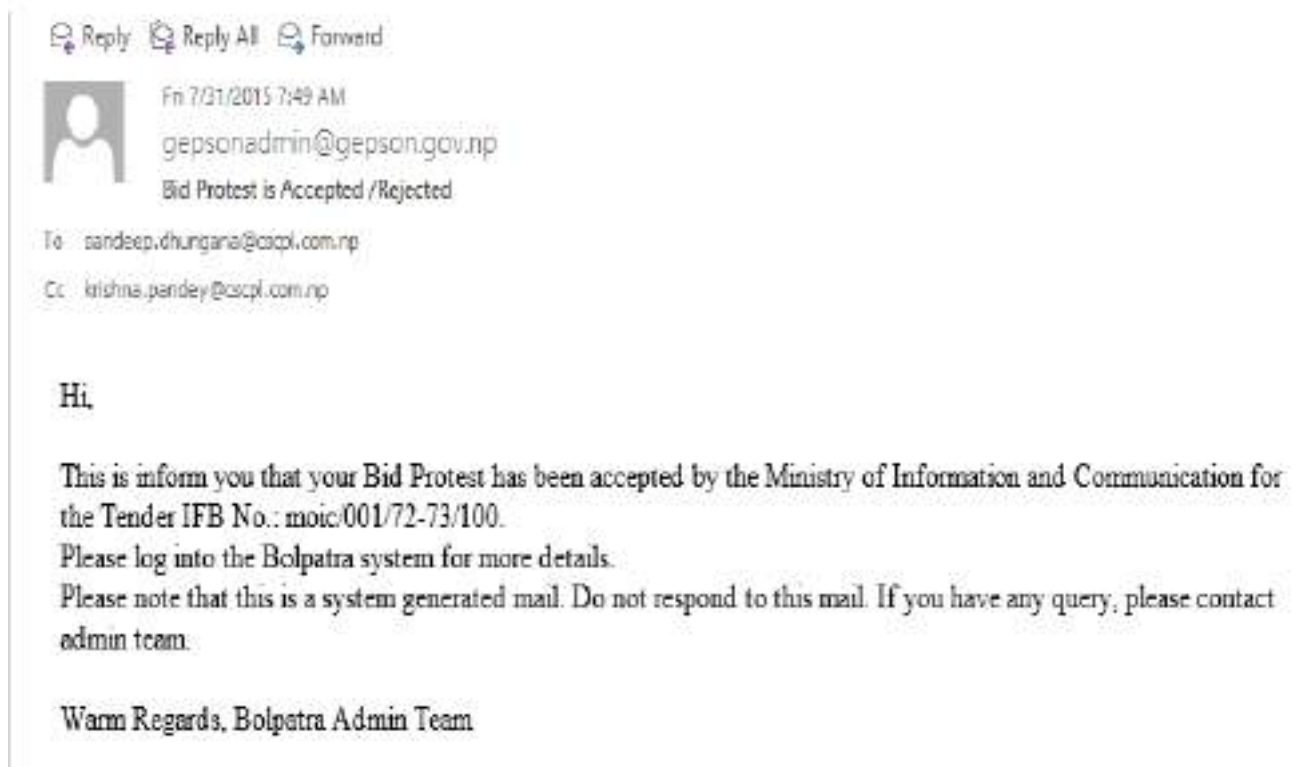 Reply Reply All Forward
Fri 7/31/2015 7:49 AM
gepsonadmin@gepson.gov.np
Bid Protest is Accepted /Rejected
To sandeep.dhungana@cscpl.com.np
Cc krishna.pandey@cscpl.com.np
Hi,
This is inform you that your Bid Protest has been accepted by the Ministry of Information and Communication for
the Tender IFB No.: moic/001/72-73/100.
Please log into the Bolpatra system for more details.
Please note that this is a system generated mail. Do not respond to this mail. If you have any query, please contact
admin team.
Warm Regards, Bolpatra Admin Team